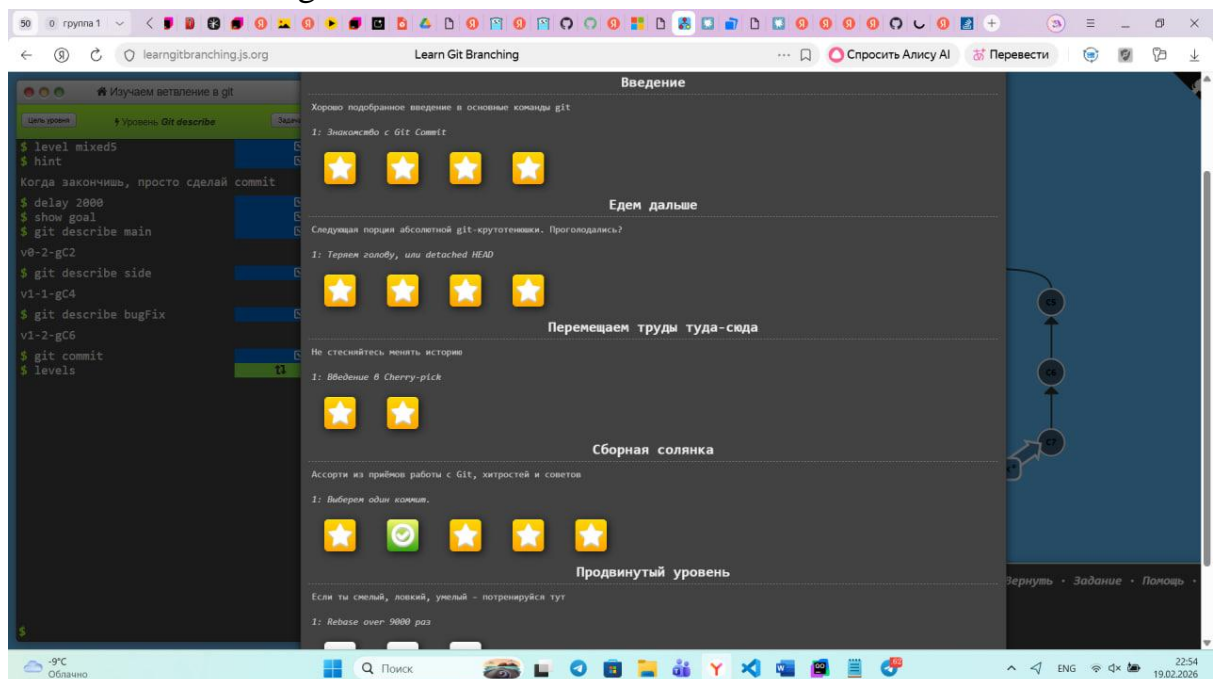 50 0 группа 1
learngitbranching.js.org Learn Git Branching ... Спросить Алису AI Перевести
Изучаем ветвление в git
Цель уровня Уровень Git describe
$ level mixed5
$ hint
Когда закончишь, просто сделай commit
$ delay 2000
$ show goal
$ git describe main
v0-2-gC2
$ git describe side
v1-1-gC4
$ git describe bugFix
v1-2-gC6
$ git commit
$ levels
$
Введение
Хорошо подобранное введение в основные команды git
1: Знакомство с Git Commit
Едем дальше
Следующая порция абсолютной git-крутотенюшки. Проголодались?
1: Теряем голову, или detached HEAD
Перемещаем труды туда-сюда
Не стесняйтесь менять историю
1: Введение в Cherry-pick
Сборная солянка
Ассорти из приёмов работы с Git, хитростей и советов
1: Выберем один коммит.
Продвинутый уровень
Если ты смелый, ловкий, умелый – потренируйся тут
1: Rebase over 9000 раз
C5
C6
C7
Вернуть · Задание · Помощь ·
-9°C
Облачно
Поиск
ENG
22:54
19.02.2026